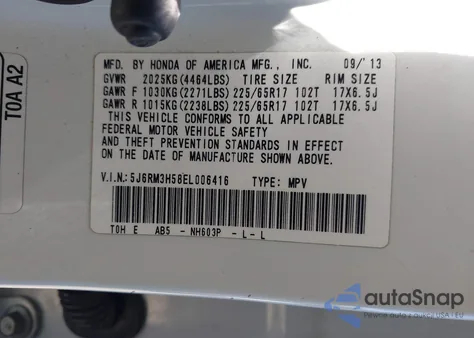 MFD. BY HONDA OF AMERICA MFG., INC. 09/'13
GVWR 2025KG(4464LBS) TIRE SIZE RIM SIZE
GAWR F 1030KG(2271LBS) 225/65R17 102T 17X6.5J
GAWR R 1015KG(2238LBS) 225/65R17 102T 17X6.5J
THIS VEHICLE CONFORMS TO ALL APPLICABLE
FEDERAL MOTOR VEHICLE SAFETY
AND THEFT PREVENTION STANDARDS IN EFFECT
ON THE DATE OF MANUFACTURE SHOWN ABOVE.
V.I.N:5J6RM3H58EL006416 TYPE: MPV
TOH E AB5 - NH603P - L- L
TOA A2
autoSnap